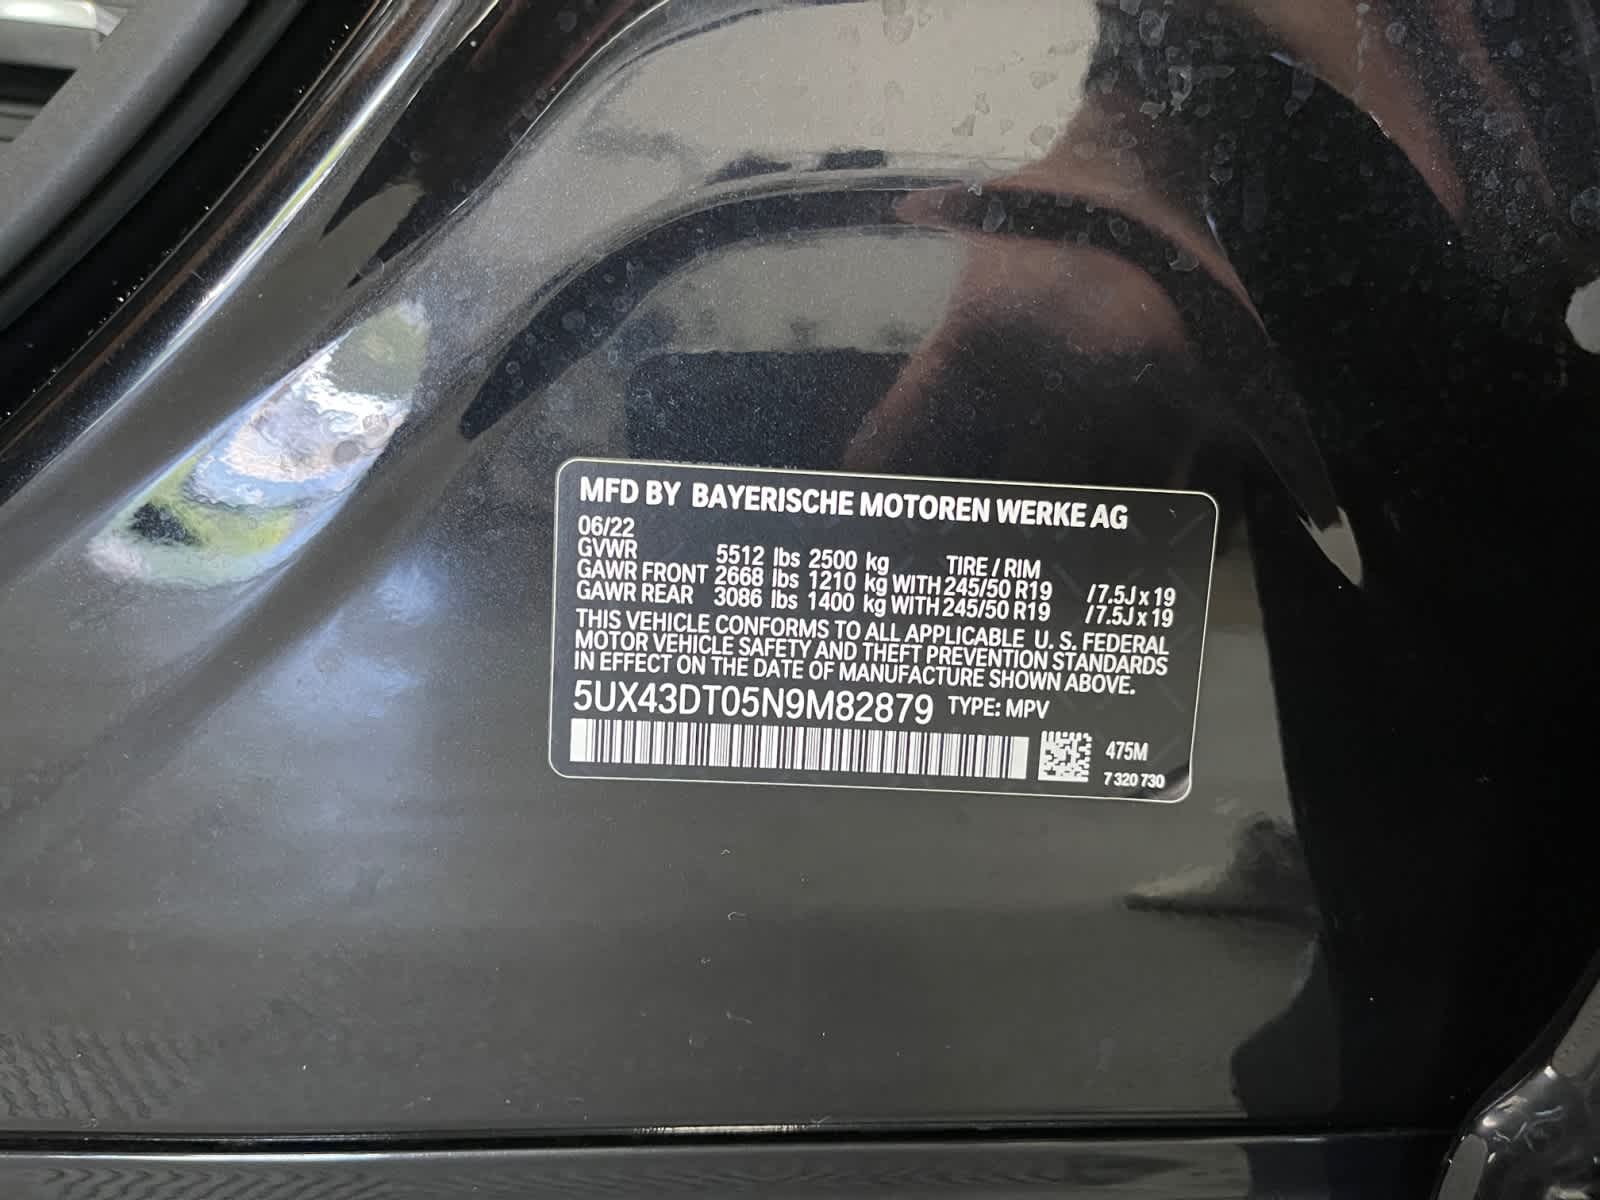 MFD BY BAYERISCHE MOTOREN WERKE AG
06/22
GVWR 5512 lbs 2500 kg TIRE / RIM
GAWR FRONT 2668 lbs 1210 kg WITH 245/50 R19 /7.5J x 19
GAWR REAR 3086 lbs 1400 kg WITH 245/50 R19 /7.5J x 19
THIS VEHICLE CONFORMS TO ALL APPLICABLE U. S. FEDERAL
MOTOR VEHICLE SAFETY AND THEFT PREVENTION STANDARDS
IN EFFECT ON THE DATE OF MANUFACTURE SHOWN ABOVE.
5UX43DT05N9M82879 TYPE: MPV
475M
7 320 730